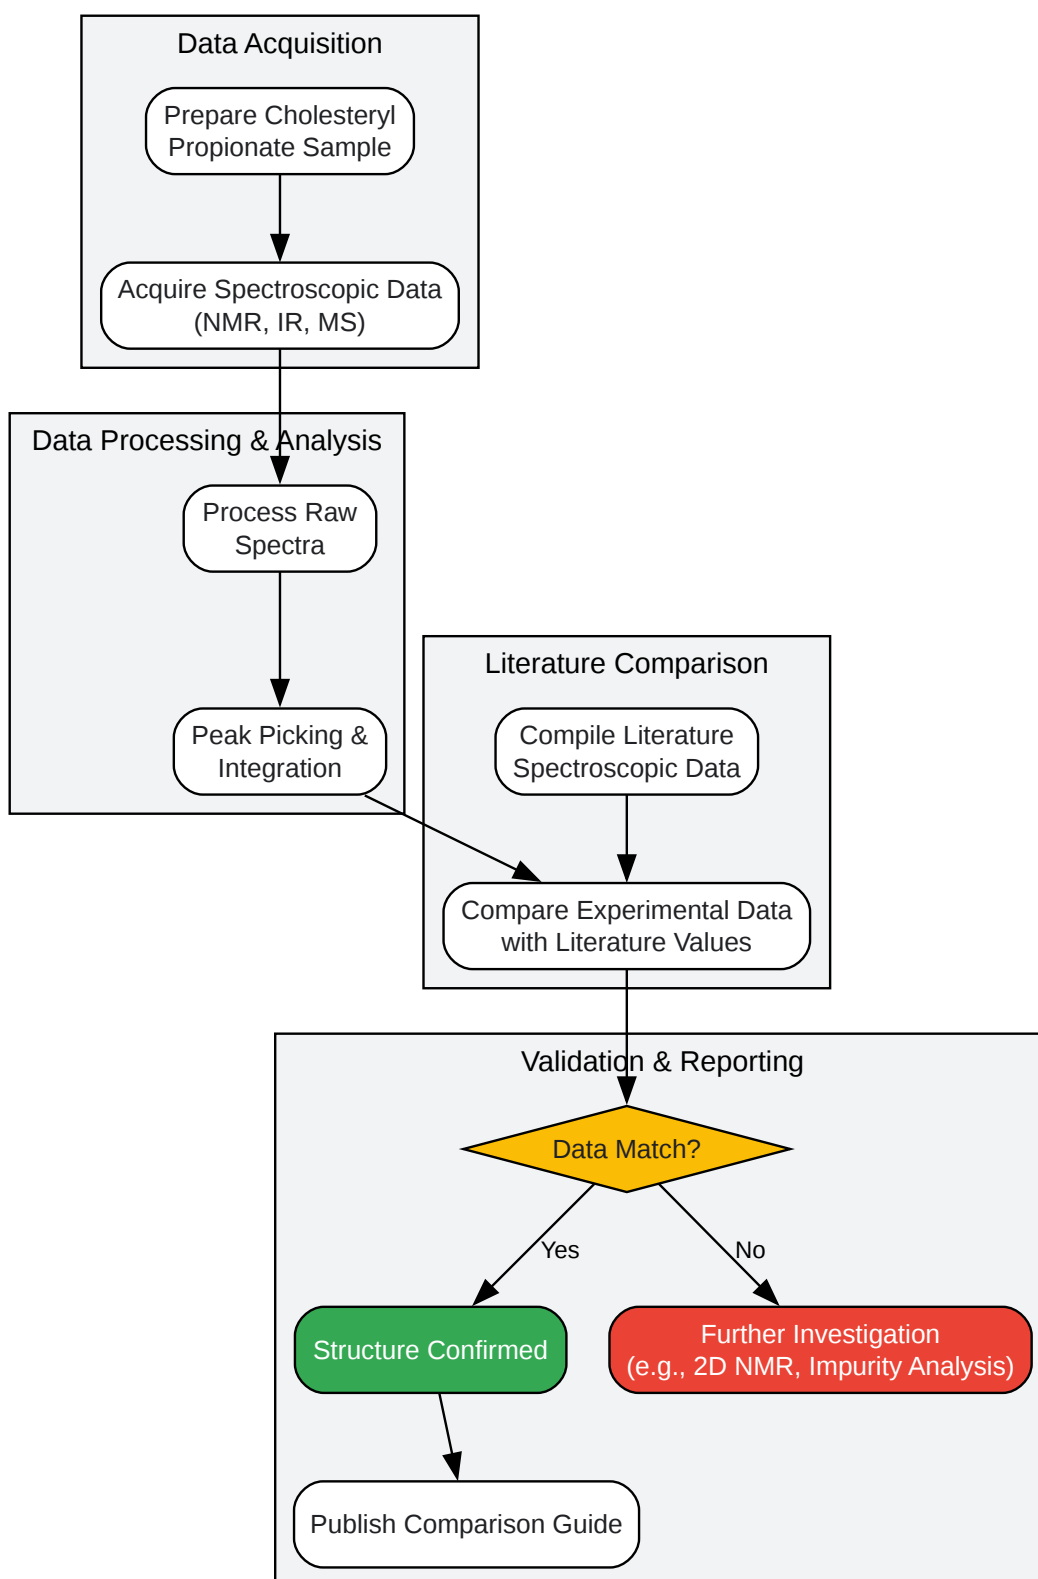 Data Acquisition
Prepare Cholesteryl
Propionate Sample
Acquire Spectroscopic Data
(NMR, IR, MS)
Data Processing & Analysis
Process Raw
Spectra
Peak Picking &
Integration
Literature Comparison
Compile Literature
Spectroscopic Data
Compare Experimental Data
with Literature Values
Validation & Reporting
Data Match?
Yes
No
Structure Confirmed
Further Investigation
(e.g., 2D NMR, Impurity Analysis)
Publish Comparison Guide